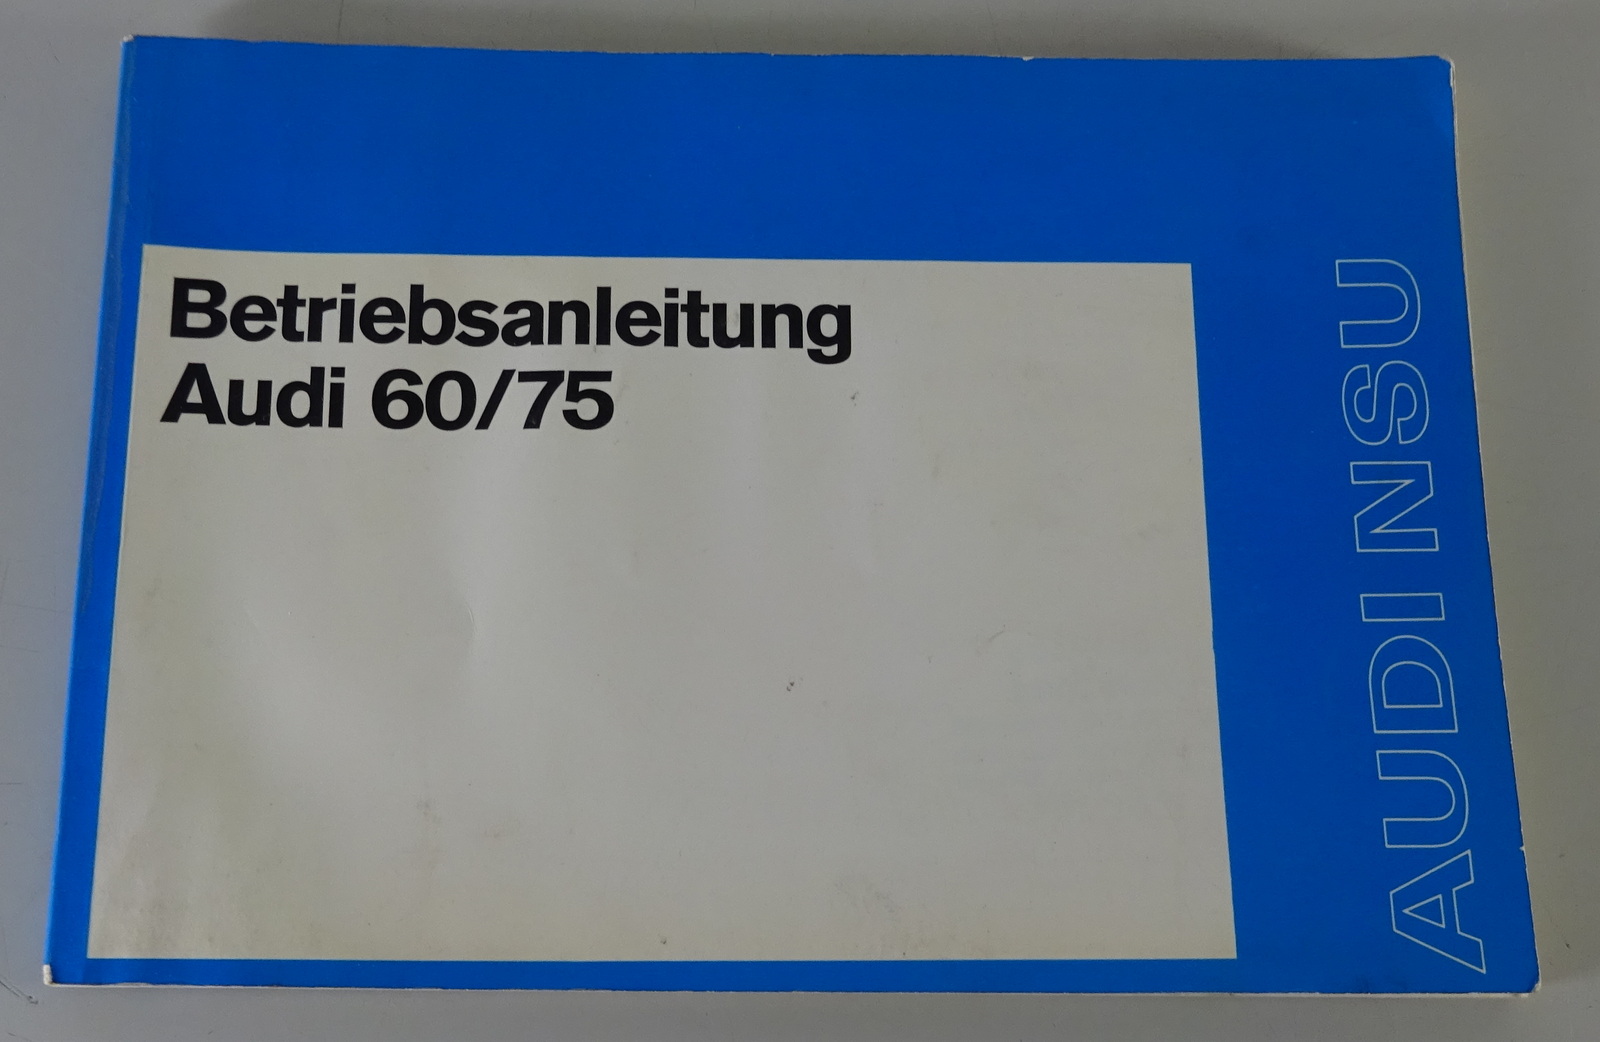 Betriebsanleitung
Audi 60/75
AUDI NSU